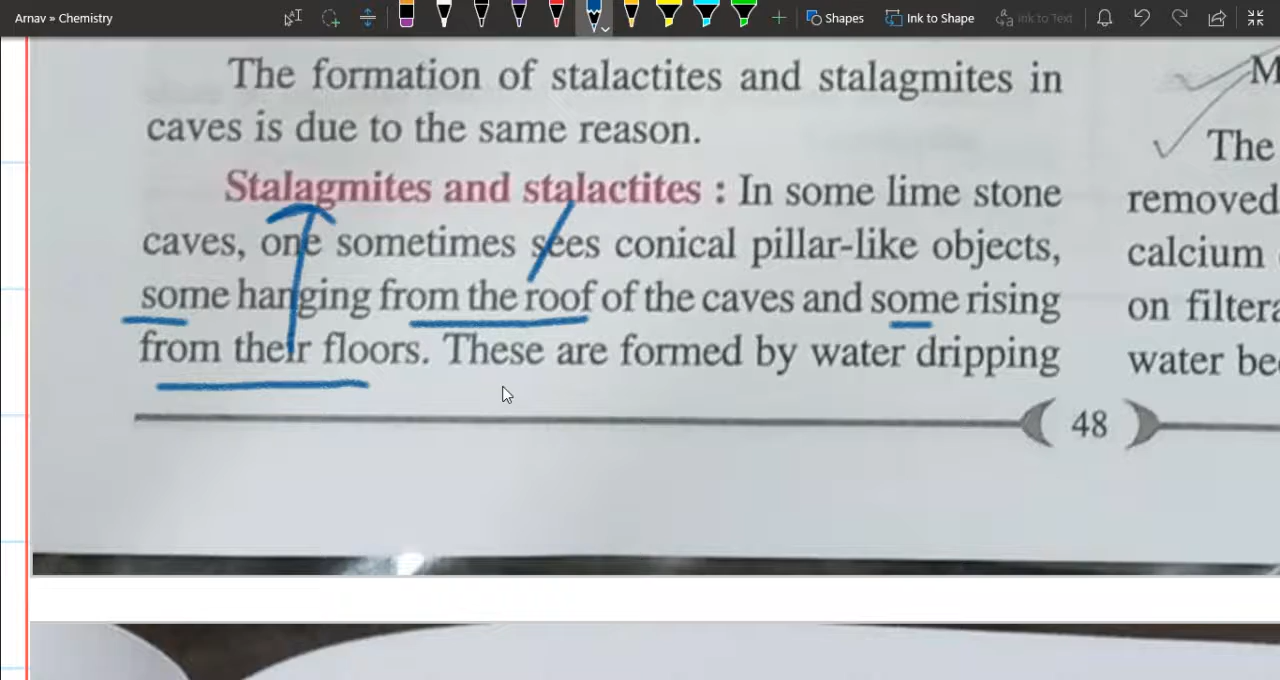 Arnav » Chemistry
Shapes
Ink to Shape
Ink to Text
The formation of stalactites and stalagmites in
caves is due to the same reason.
Stalagmites and stalactites : In some lime stone
caves, one sometimes sees conical pillar-like objects,
some hanging from the roof of the caves and some rising
from their floors. These are formed by water dripping
48
M
The
removed
calcium
on filtera
water be